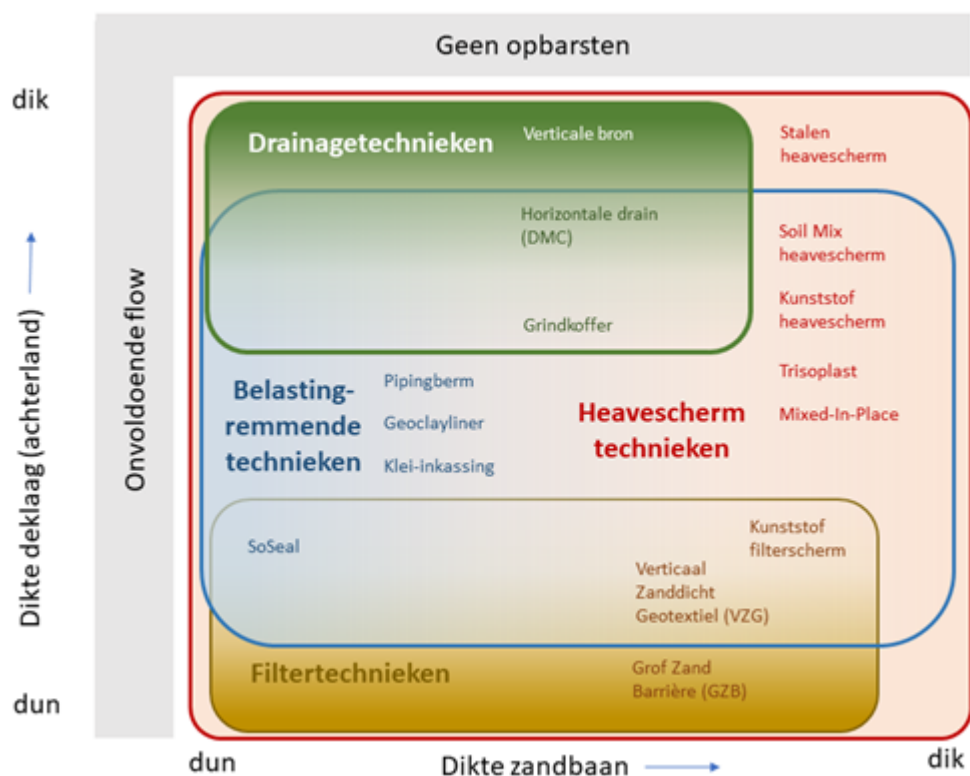 Geen opbarsten
dik
Drainagetechnieken
Verticale bron
Stalen
heavescherm
Horizontale drain
(DMC)
Soil Mix
heavescherm
Kunststof
heavescherm
Grindkoffer
Trisoplast
Mixed-In-Place
Belasting-
remmende
technieken
Pipingberm
Geoclayliner
Klei-inkassing
Heavescherm
technieken
Onvoldoende flow
Dikte deklaag (achterland)
SoSeal
Kunststof
filterscherm
Verticaal
Zanddicht
Geotextiel (VZG)
Filtertechnieken
Grof Zand
Barrière (GZB)
dun
dun
Dikte zandbaan
dik